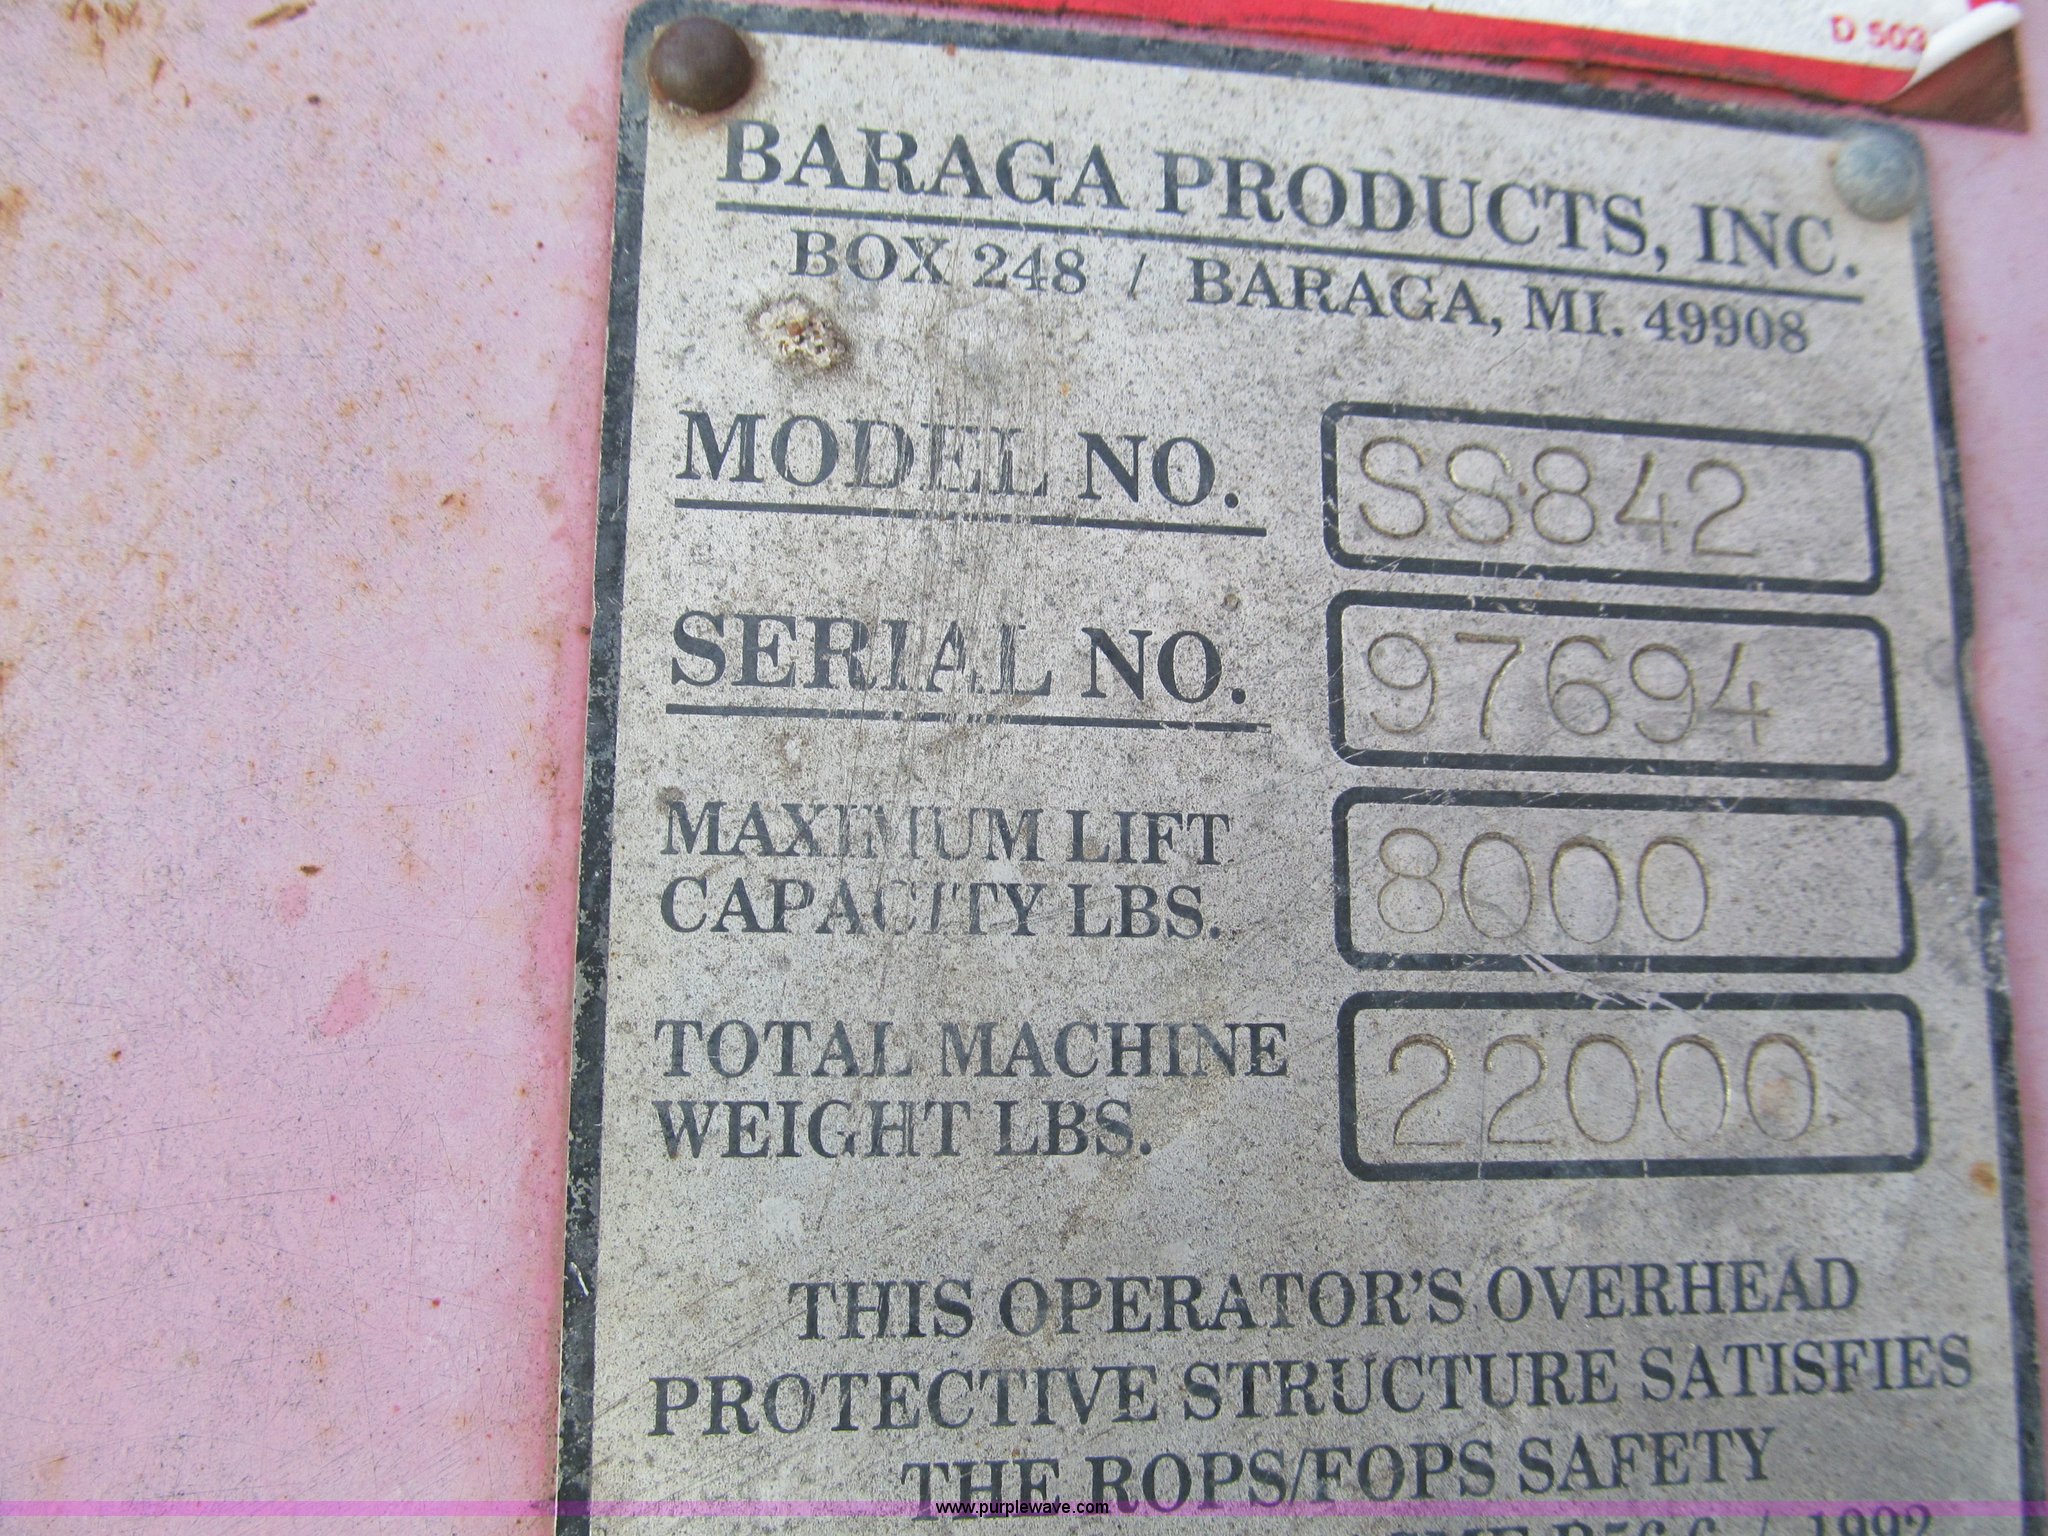 D 503
BARAGA PRODUCTS, INC.
BOX 248 / BARAGA, MI. 49908
MODEL NO. SS842
SERIAL NO. 97694
MAXIMUM LIFT
CAPACITY LBS. 8000
TOTAL MACHINE
WEIGHT LBS. 22000
THIS OPERATOR'S OVERHEAD
PROTECTIVE STRUCTURE SATISFIES
THE ROPS/FOPS SAFETY
/ 1992
www.purplewave.com